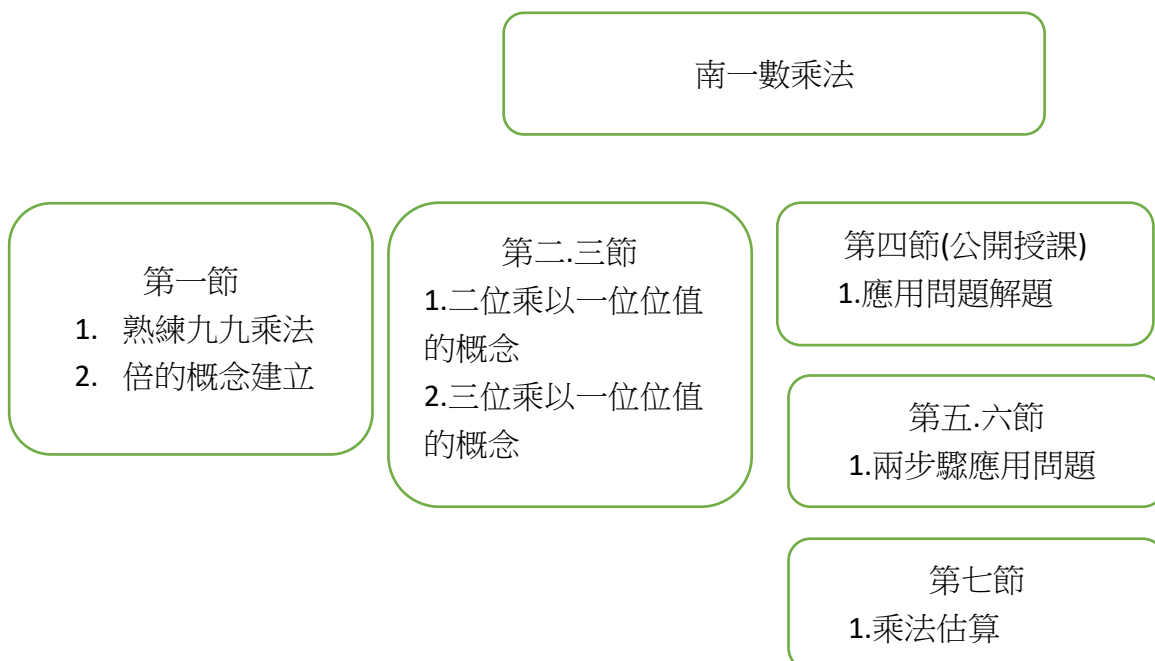 南一數乘法
第一節
1. 熟練九九乘法
2. 倍的概念建立
第二.三節
1.二位乘以一位位值
的概念
2.三位乘以一位位值
的概念
第四節(公開授課)
1.應用問題解題
第五.六節
1.兩步驟應用問題
第七節
1.乘法估算